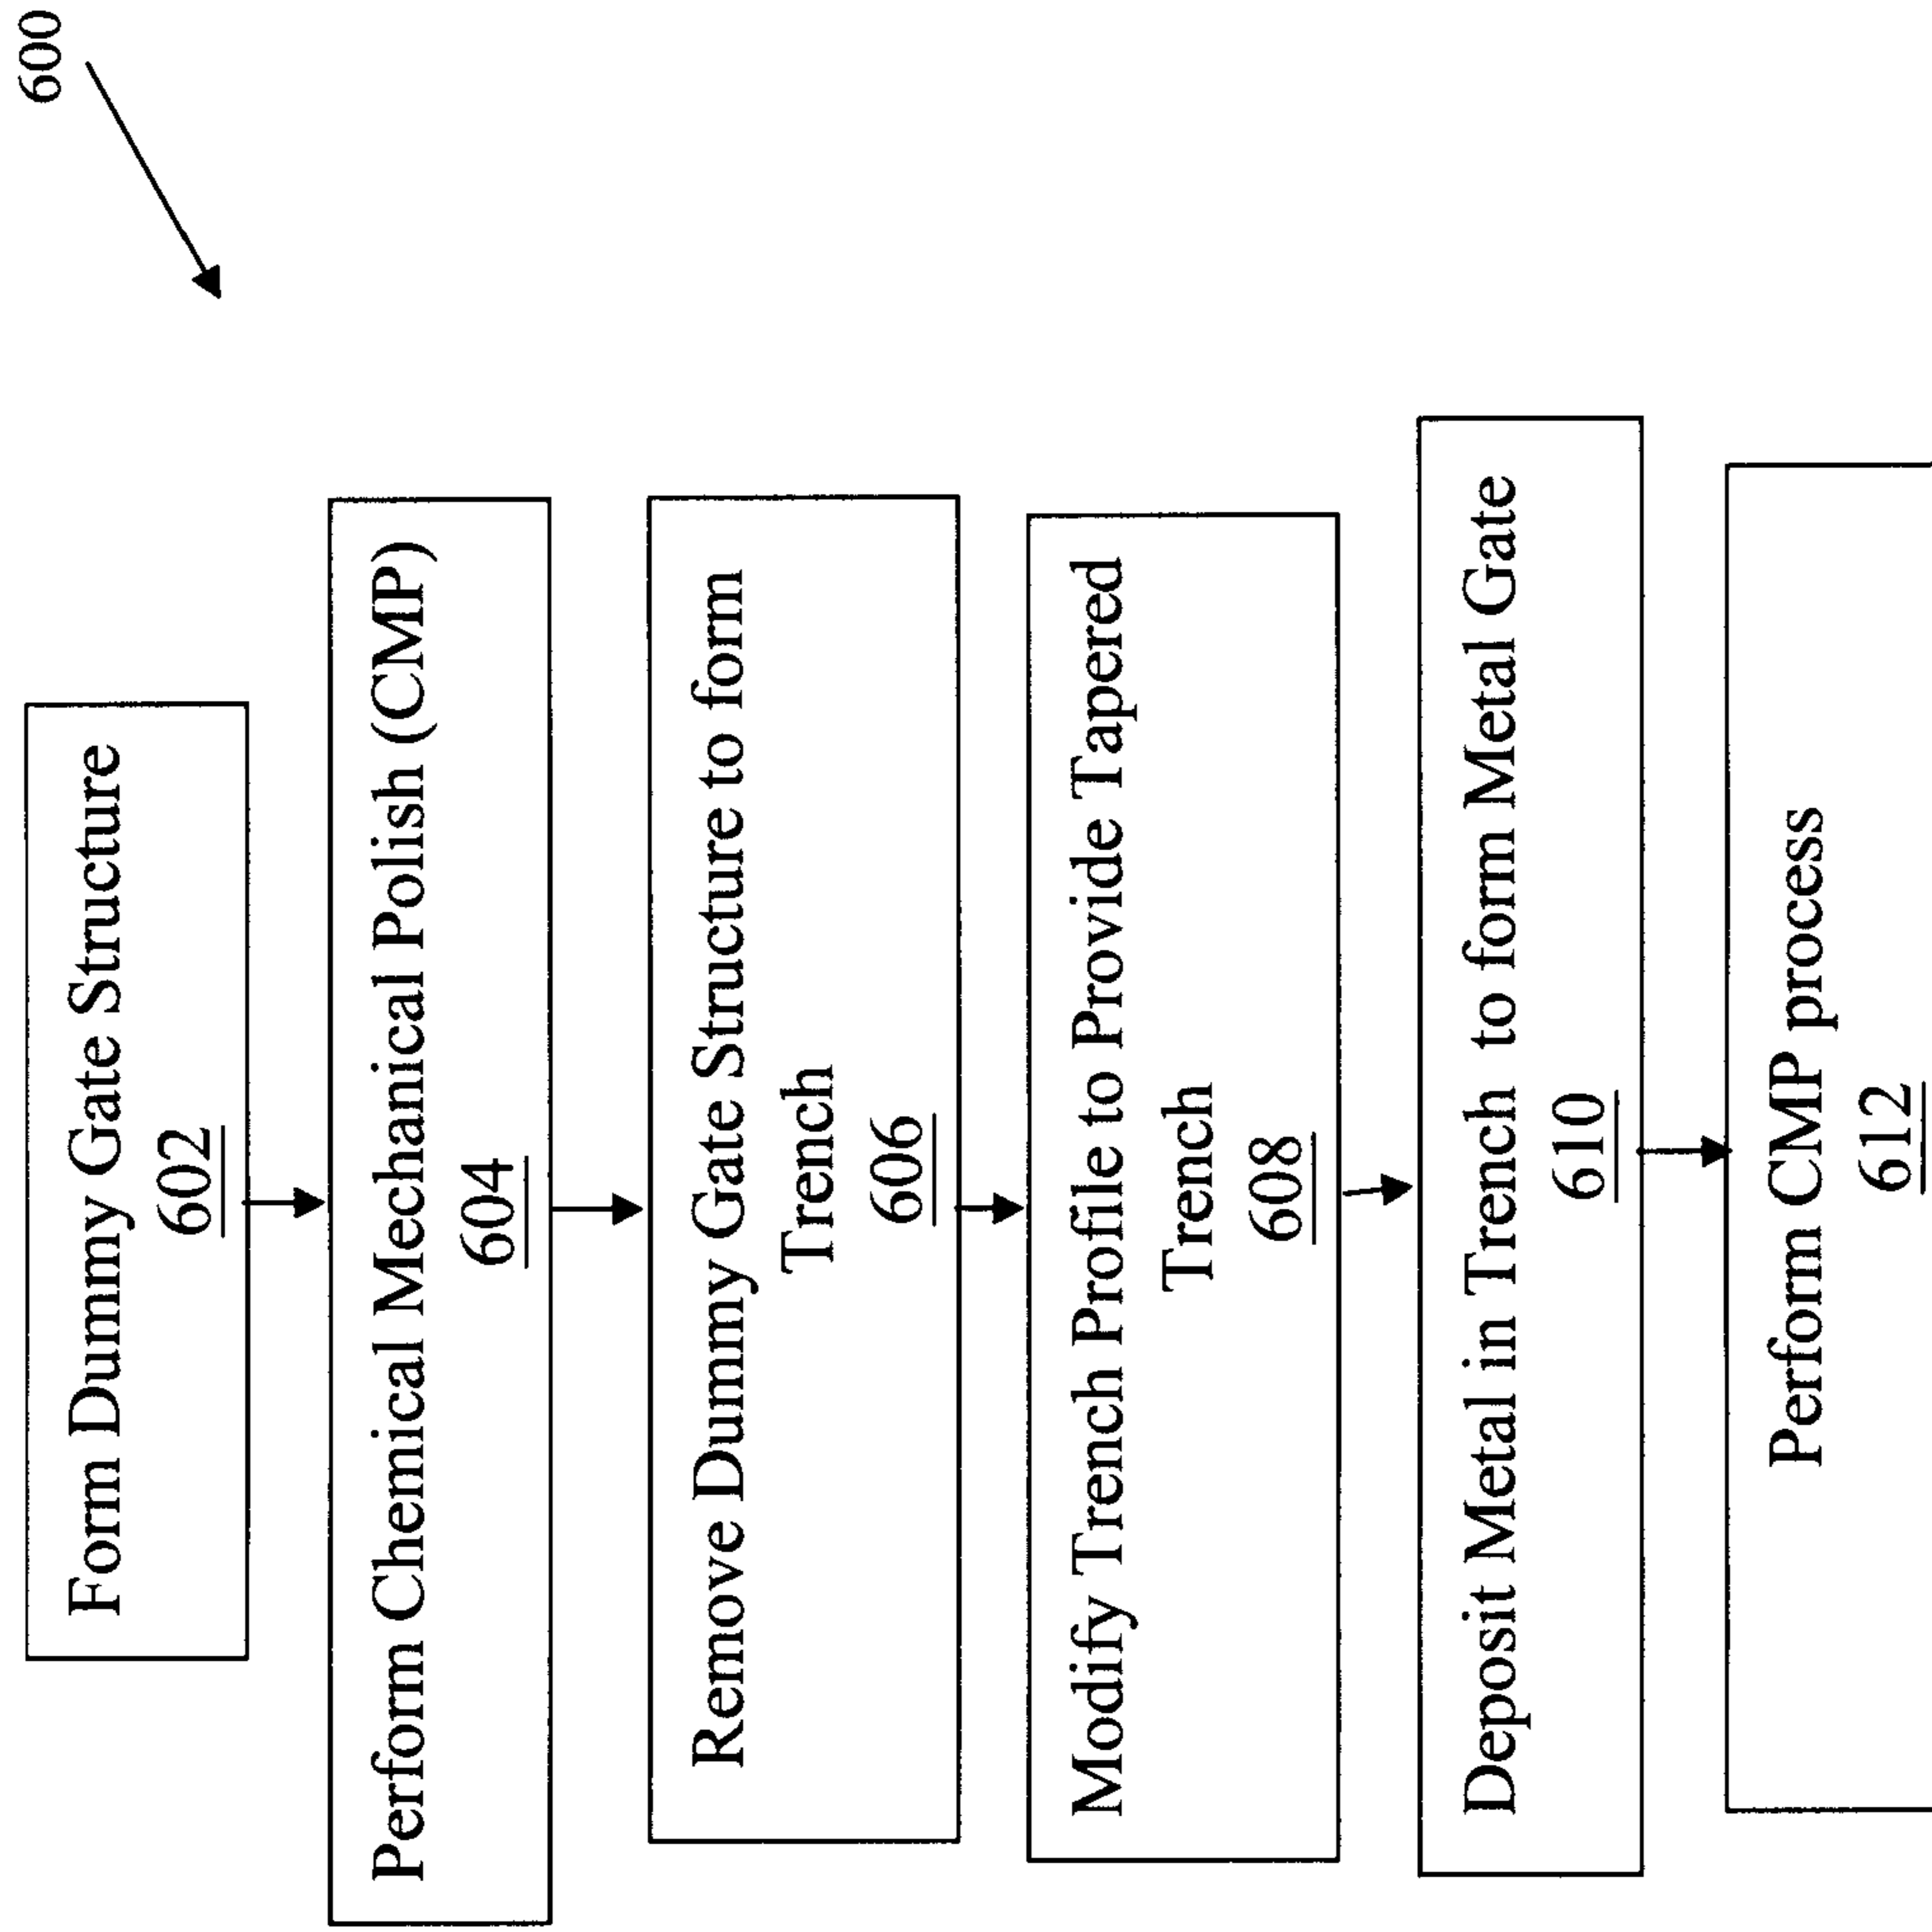 600
Form Dummy Gate Structure
602
Perform Chemical Mechanical Polish (CMP)
604
Remove Dummy Gate Structure to form
Trench
606
Modify Trench Profile to Provide Tapered
Trench
608
Deposit Metal in Trench to form Metal Gate
610
Perform CMP process
612